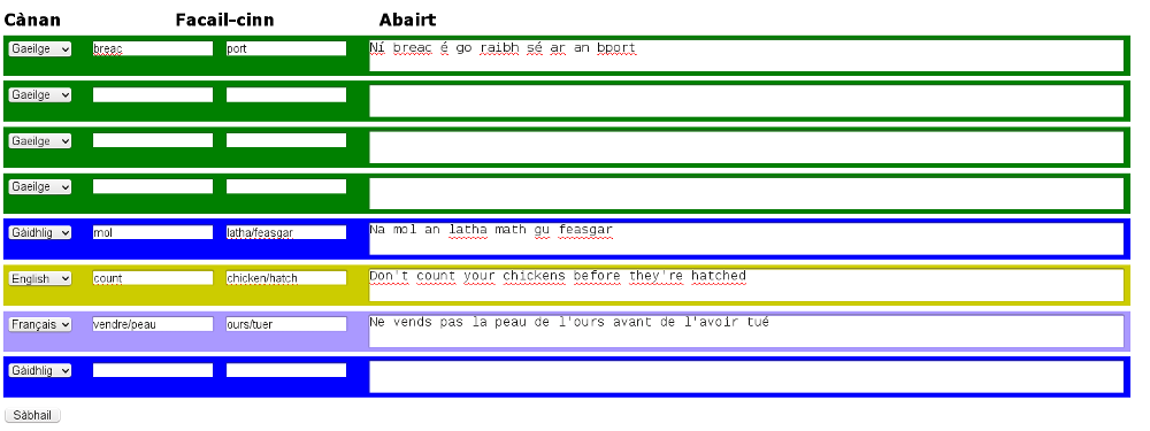 Cànan Facail-cinn Abairt
Gaeilge breac port Ní breac é go raibh sé ar an bport
Gaeilge
Gaeilge
Gaeilge
Gàidhlig mol latha/feasgar Na mol an latha math gu feasgar
English count chicken/hatch Don't count your chickens before they're hatched
Français vendre/peau ours/tuer Ne vends pas la peau de l'ours avant de l'avoir tué
Gàidhlig
Sàbhail